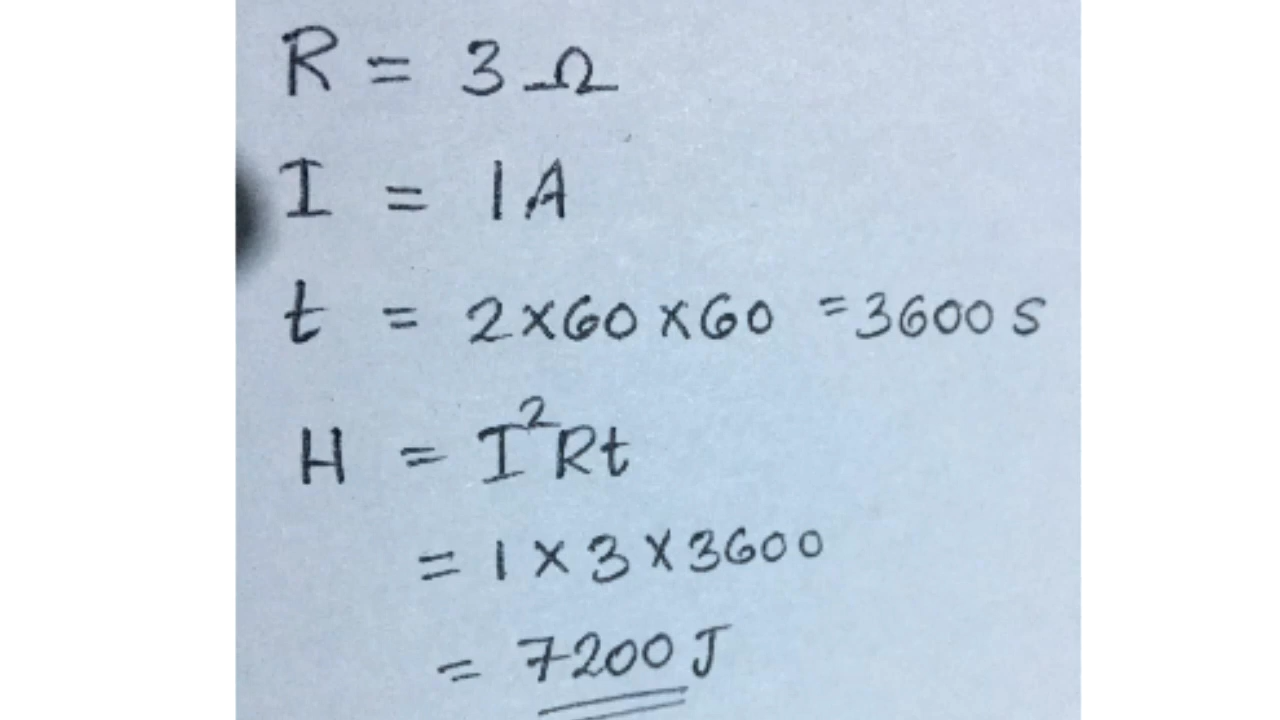 R = 3 Ω
I = 1A
t = 2×60×60 = 3600 s
H = I²Rt
= 1 × 3 × 3600
= 7200 J